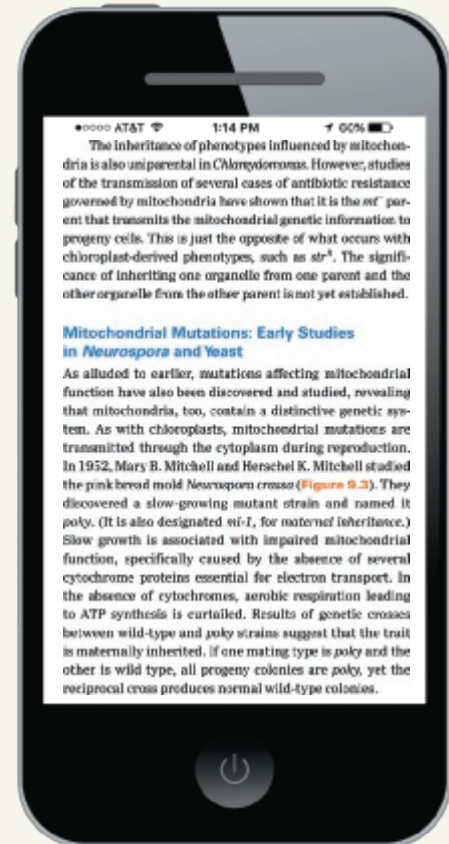 ●○○○○ AT&T 1:14 PM 60%
The inheritance of phenotypes influenced by mitochon-
dria is also uniparental in Chlamydomonas. However, studies
of the transmission of several cases of antibiotic resistance
governed by mitochondria have shown that it is the mt⁻ par-
ent that transmits the mitochondrial genetic information to
progeny cells. This is just the opposite of what occurs with
chloroplast-derived phenotypes, such as strᴿ. The signifi-
cance of inheriting one organelle from one parent and the
other organelle from the other parent is not yet established.
Mitochondrial Mutations: Early Studies
in Neurospora and Yeast
As alluded to earlier, mutations affecting mitochondrial
function have also been discovered and studied, revealing
that mitochondria, too, contain a distinctive genetic sys-
tem. As with chloroplasts, mitochondrial mutations are
transmitted through the cytoplasm during reproduction.
In 1952, Mary B. Mitchell and Herschel K. Mitchell studied
the pink bread mold Neurospora crassa (Figure 9.3). They
discovered a slow-growing mutant strain and named it
poky. (It is also designated mi-1, for maternal inheritance.)
Slow growth is associated with impaired mitochondrial
function, specifically caused by the absence of several
cytochrome proteins essential for electron transport. In
the absence of cytochromes, aerobic respiration leading
to ATP synthesis is curtailed. Results of genetic crosses
between wild-type and poky strains suggest that the trait
is maternally inherited. If one mating type is poky and the
other is wild type, all progeny colonies are poky, yet the
reciprocal cross produces normal wild-type colonies.